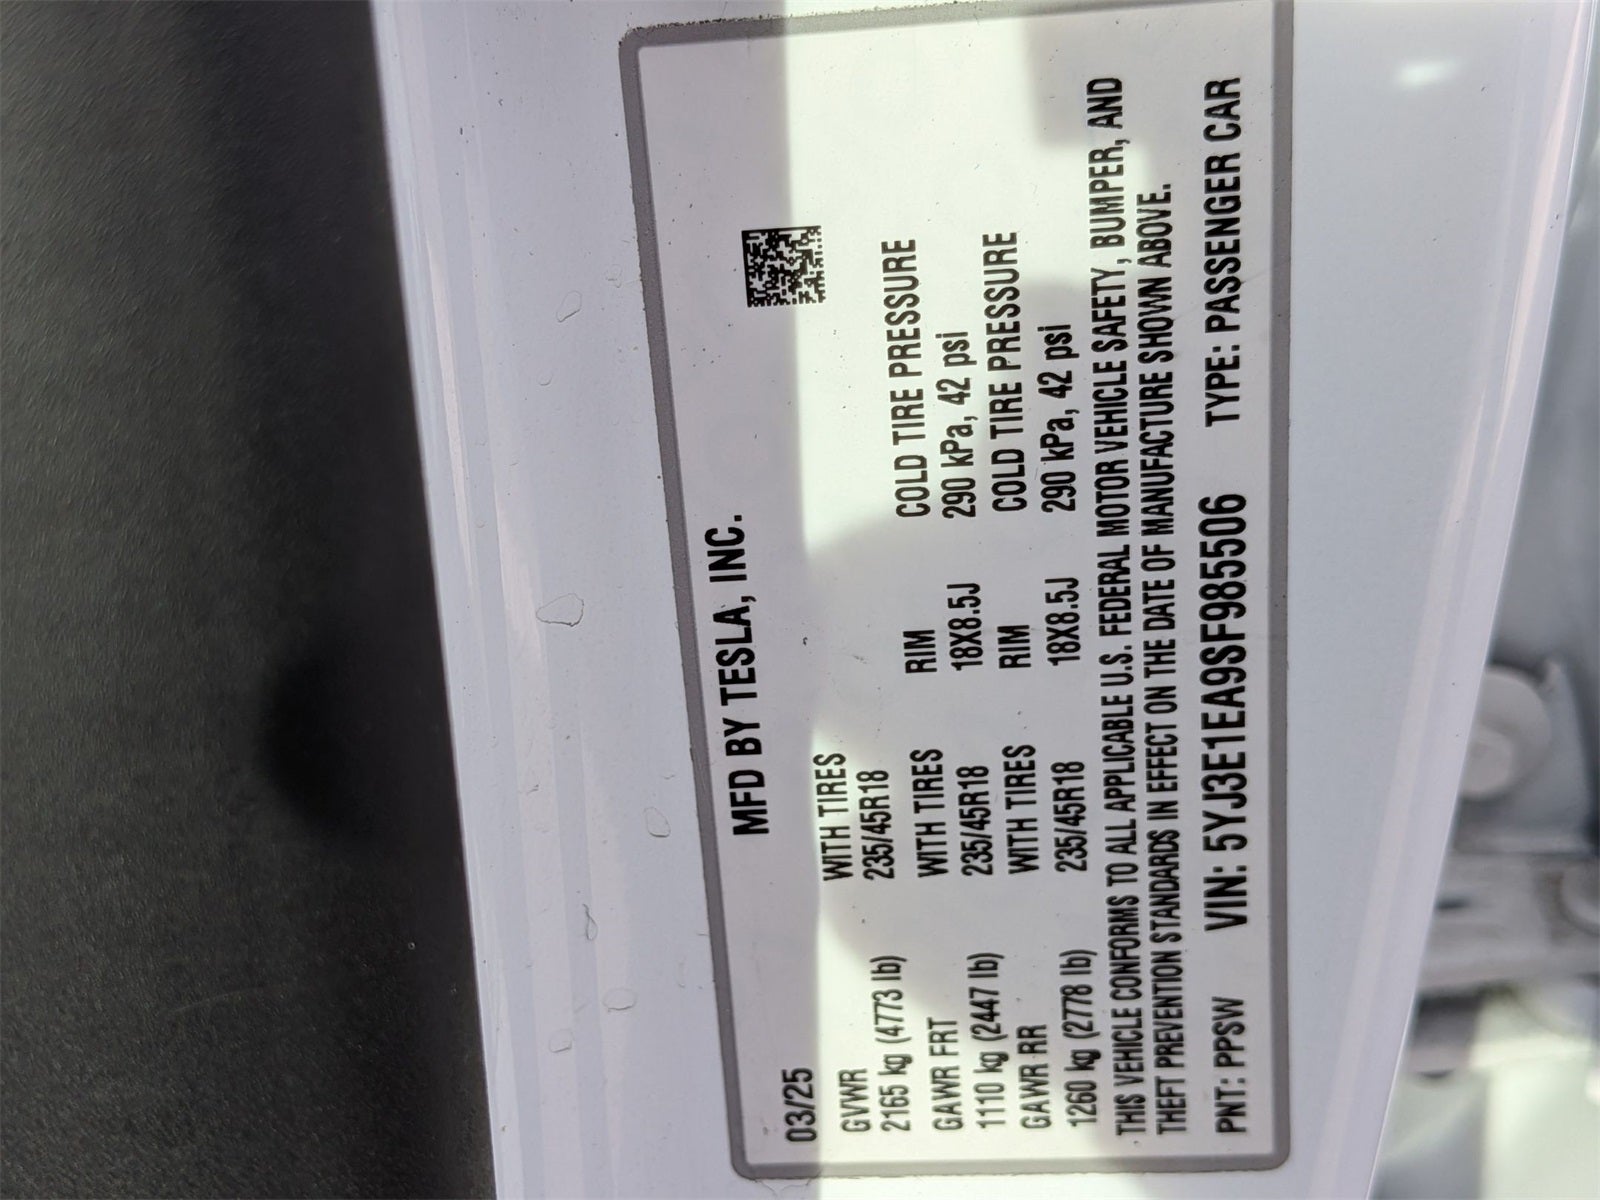 MFD BY TESLA, INC.
03/25
GVWR WITH TIRES
2165 kg (4773 lb) 235/45R18
GAWR FRT WITH TIRES RIM COLD TIRE PRESSURE
1110 kg (2447 lb) 235/45R18 18X8.5J 290 kPa, 42 psi
GAWR RR WITH TIRES RIM COLD TIRE PRESSURE
1260 kg (2778 lb) 235/45R18 18X8.5J 290 kPa, 42 psi
THIS VEHICLE CONFORMS TO ALL APPLICABLE U.S. FEDERAL MOTOR VEHICLE SAFETY, BUMPER, AND
THEFT PREVENTION STANDARDS IN EFFECT ON THE DATE OF MANUFACTURE SHOWN ABOVE.
PNT: PPSW VIN: 5YJ3E1EA9SF985506 TYPE: PASSENGER CAR